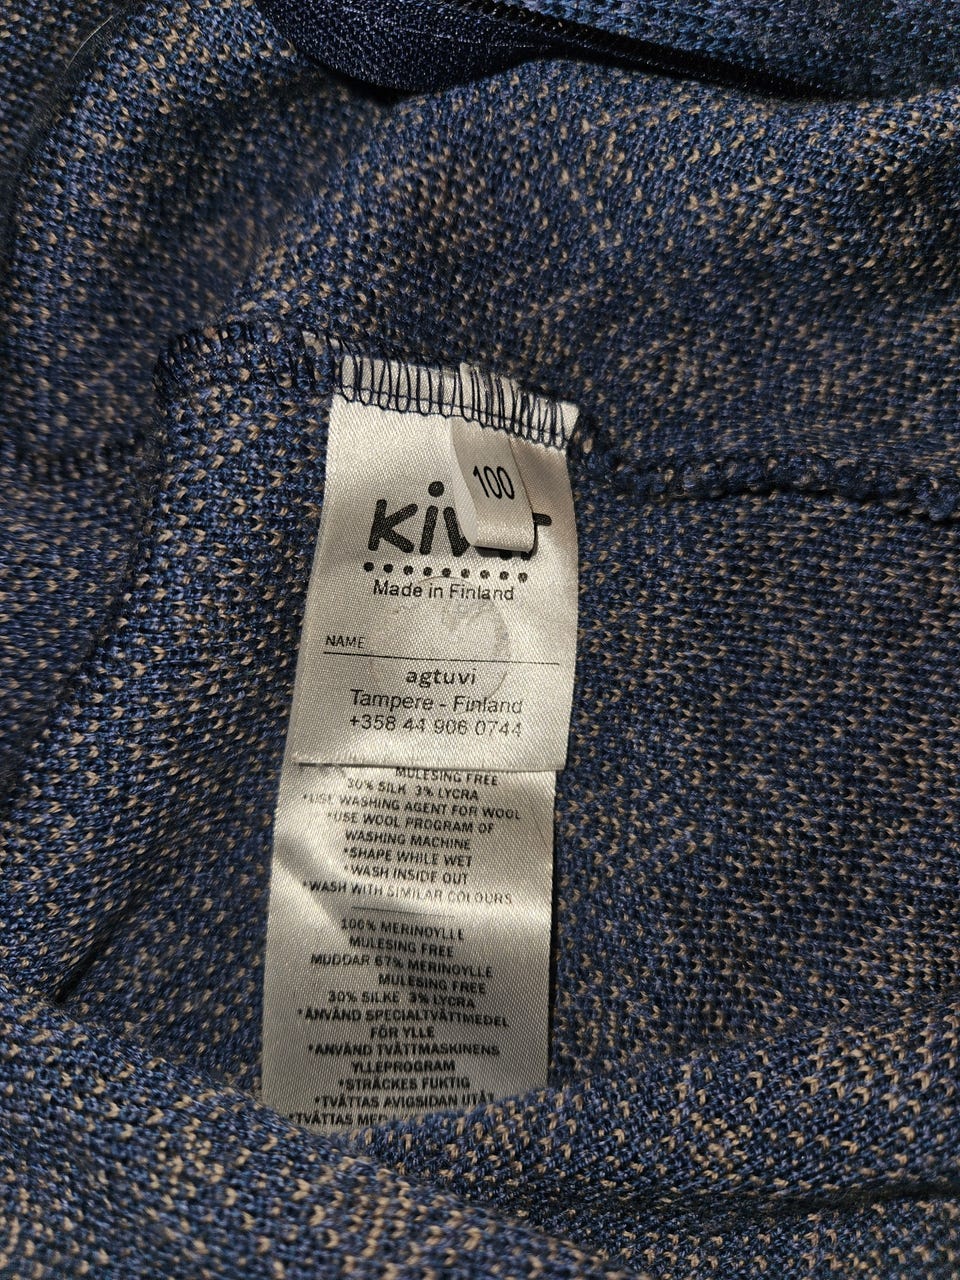 100
Made in Finland
NAME
agtuvi
Tampere - Finland
+358 44 906 0744
MULESING FREE
30% SILK 3% LYCRA
*USE WASHING AGENT FOR WOOL
*USE WOOL PROGRAM OF
WASHING MACHINE
*SHAPE WHILE WET
*WASH INSIDE OUT
*WASH WITH SIMILAR COLOURS
100% MERINOYLLE
MULESING FREE
MUDDAR 67% MERINOYLLE
MULESING FREE
30% SILKE 3% LYCRA
*ANVÄND SPECIALTVÄTTMEDEL
FÖR YLLE
*ANVÄND TVÄTTMASKINENS
YLLEPROGRAM
*STRÄCKES FUKTIG
*TVÄTTAS AVIGSIDAN UTÅT
*TVÄTTAS MED